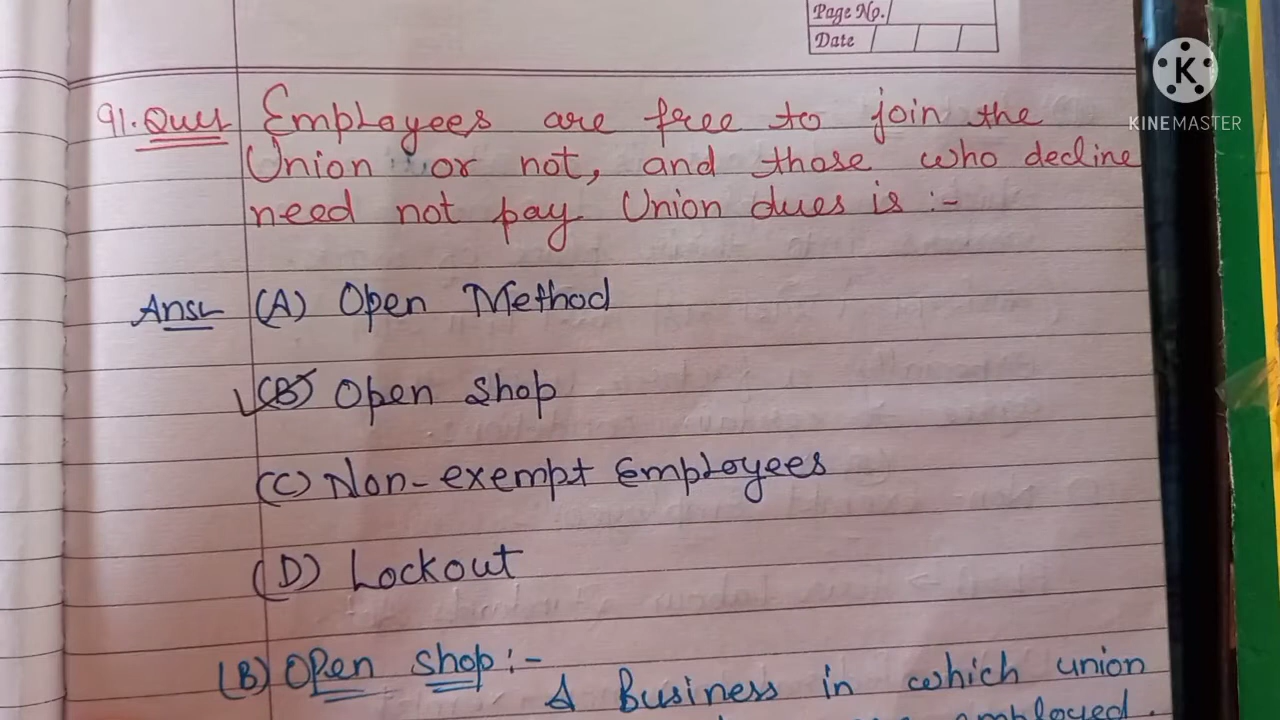 Page No.
Date
K
KINEMASTER
91. Ques Employees are free to join the
Union or not, and those who decline
need not pay Union dues is :-
Ans (A) Open Method
(B) Open shop
(C) Non-exempt Employees
(D) Lockout
(B) Open shop :-
A Business in which union
employed.